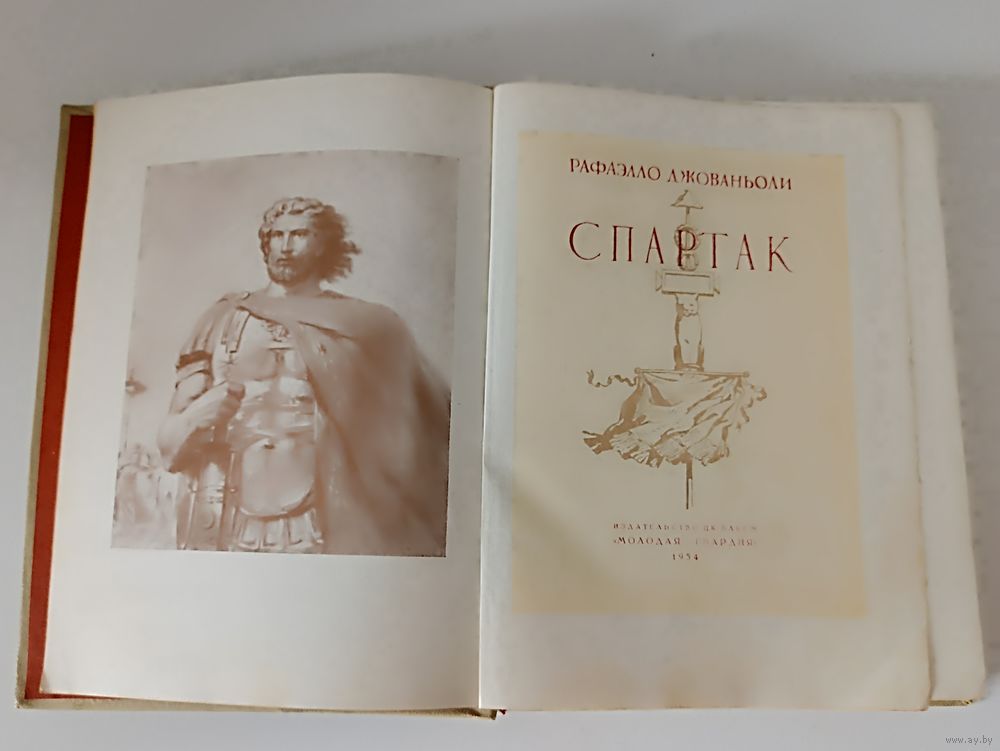 РАФАЭЛЛО ДЖОВАНЬОЛИ
СПАРТАК
ИЗДАТЕЛЬСТВО ЦК ВЛКСМ
«МОЛОДАЯ ГВАРДИЯ»
1954
www.ay.by